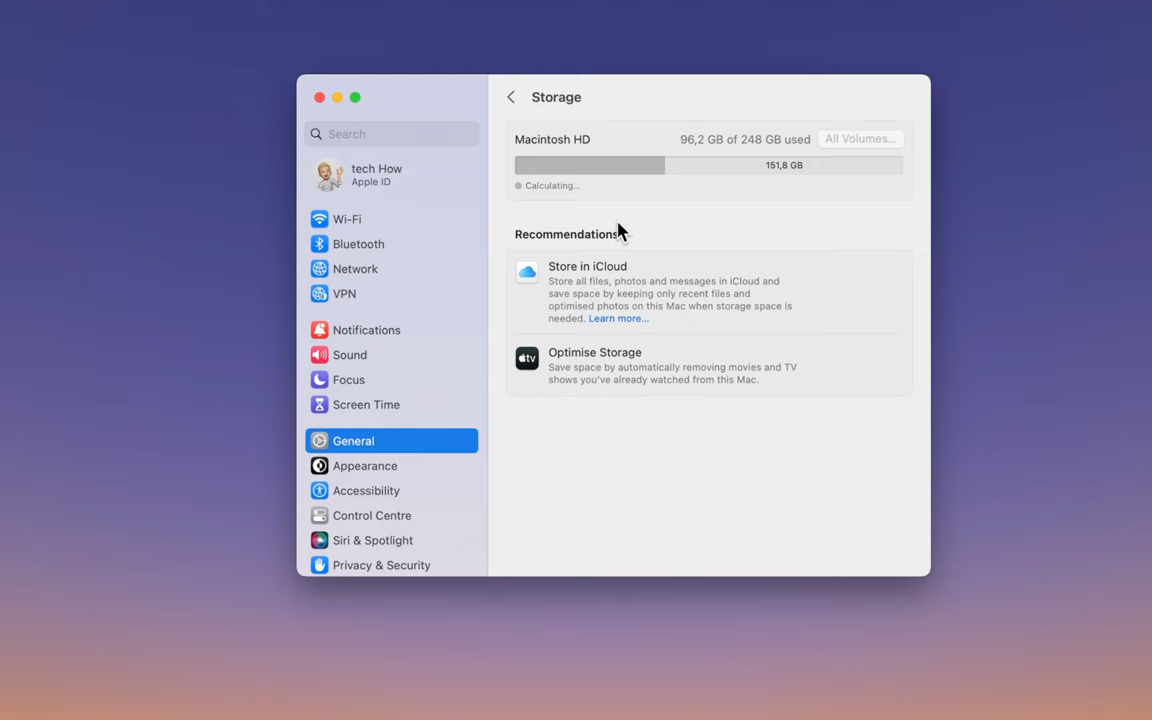 Storage
Search
tech How
Apple ID
Wi-Fi
Bluetooth
Network
VPN
Notifications
Sound
Focus
Screen Time
General
Appearance
Accessibility
Control Centre
Siri & Spotlight
Privacy & Security
Macintosh HD
96,2 GB of 248 GB used
All Volumes...
151,8 GB
Calculating...
Recommendations
Store in iCloud
Store all files, photos and messages in iCloud and
save space by keeping only recent files and
optimised photos on this Mac when storage space is
needed. Learn more...
tv
Optimise Storage
Save space by automatically removing movies and TV
shows you've already watched from this Mac.